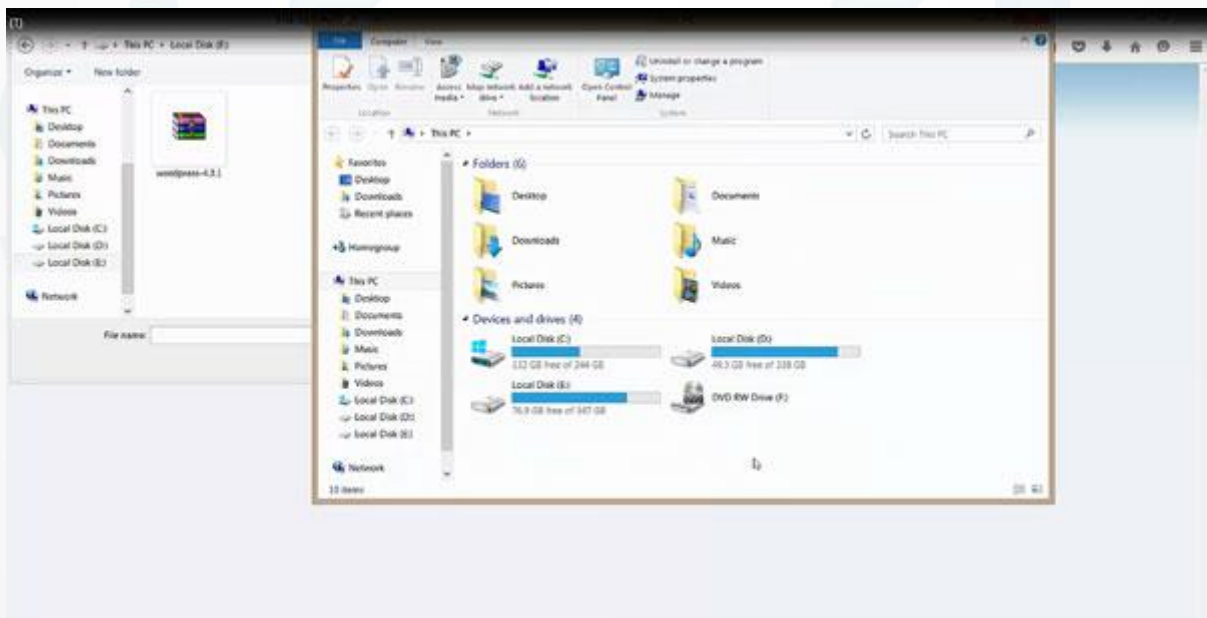 (1)
This PC
Local Disk (E:)
Organize
New folder
This PC
Desktop
Documents
Downloads
Music
Pictures
Videos
Local Disk (C:)
Local Disk (D:)
Local Disk (E:)
Network
wordpress-4.3.1
File name:
File
Computer
View
Properties
Open
Rename
Access media
Map network drive
Add a network location
Open Control Panel
Uninstall or change a program
System properties
Manage
Location
Network
System
This PC
Search This PC
Favorites
Desktop
Downloads
Recent places
Homegroup
This PC
Desktop
Documents
Downloads
Music
Pictures
Videos
Local Disk (C:)
Local Disk (D:)
Local Disk (E:)
Network
Folders (6)
Desktop
Documents
Downloads
Music
Pictures
Videos
Devices and drives (4)
Local Disk (C:)
132 GB free of 244 GB
Local Disk (D:)
GB free of
Local Disk (E:)
76.9 GB free of 347 GB
DVD RW Drive (F:)
10 items